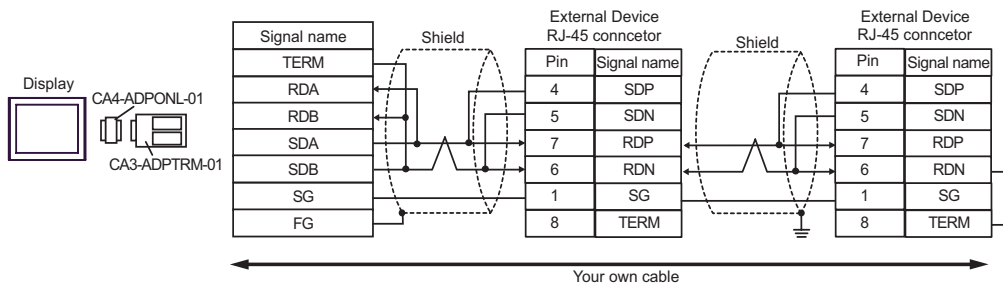 Display
CA4-ADPONL-01
CA3-ADPTRM-01
Signal name
TERM
RDA
RDB
SDA
SDB
SG
FG
Shield
External Device
RJ-45 conncetor
Pin Signal name
4 SDP
5 SDN
7 RDP
6 RDN
1 SG
8 TERM
Shield
External Device
RJ-45 conncetor
Pin Signal name
4 SDP
5 SDN
7 RDP
6 RDN
1 SG
8 TERM
Your own cable